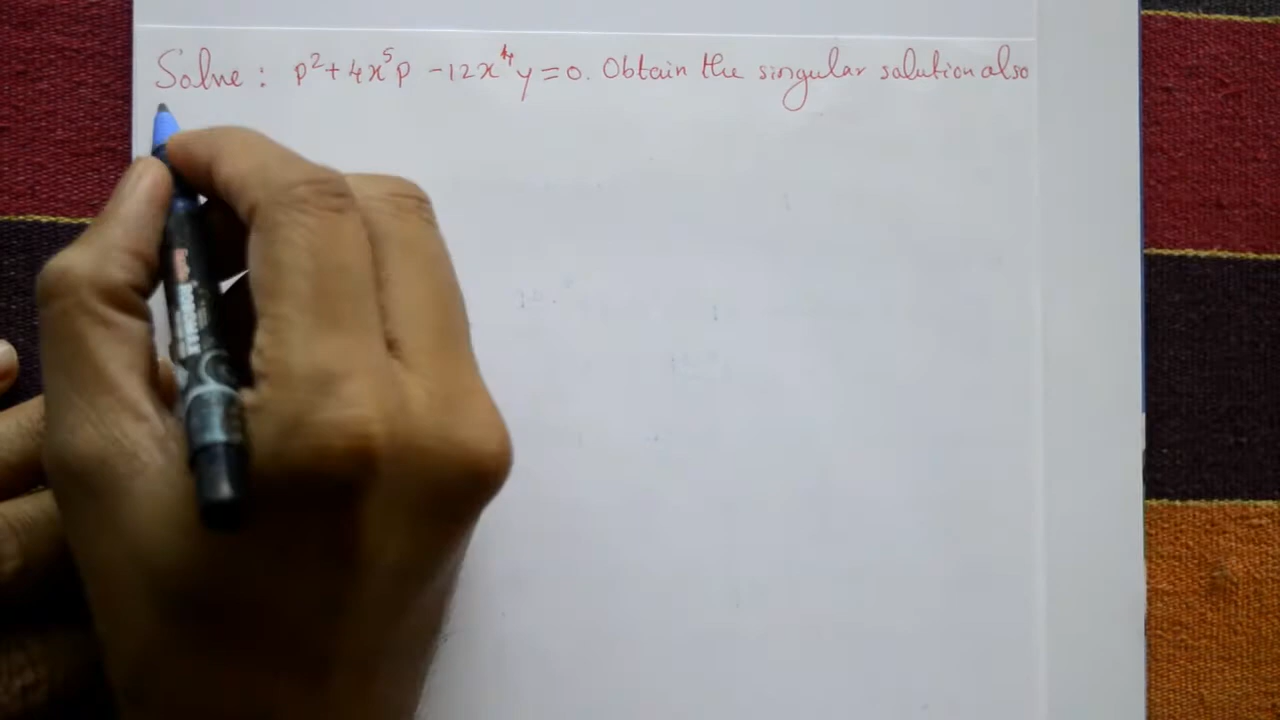 Solve : p² + 4x⁵p - 12x⁴y = 0. Obtain the singular solution also